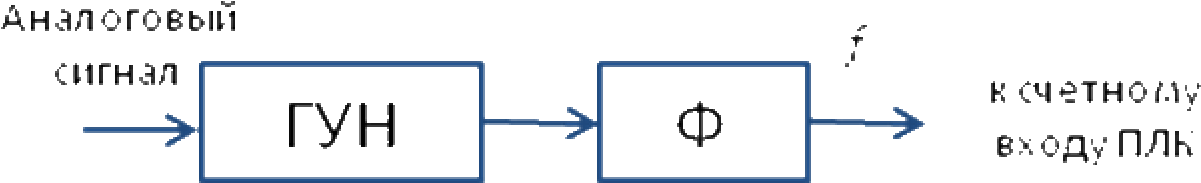 Аналоговый
сигнал
ГУН
Ф
f
к счетному
входу ПЛК